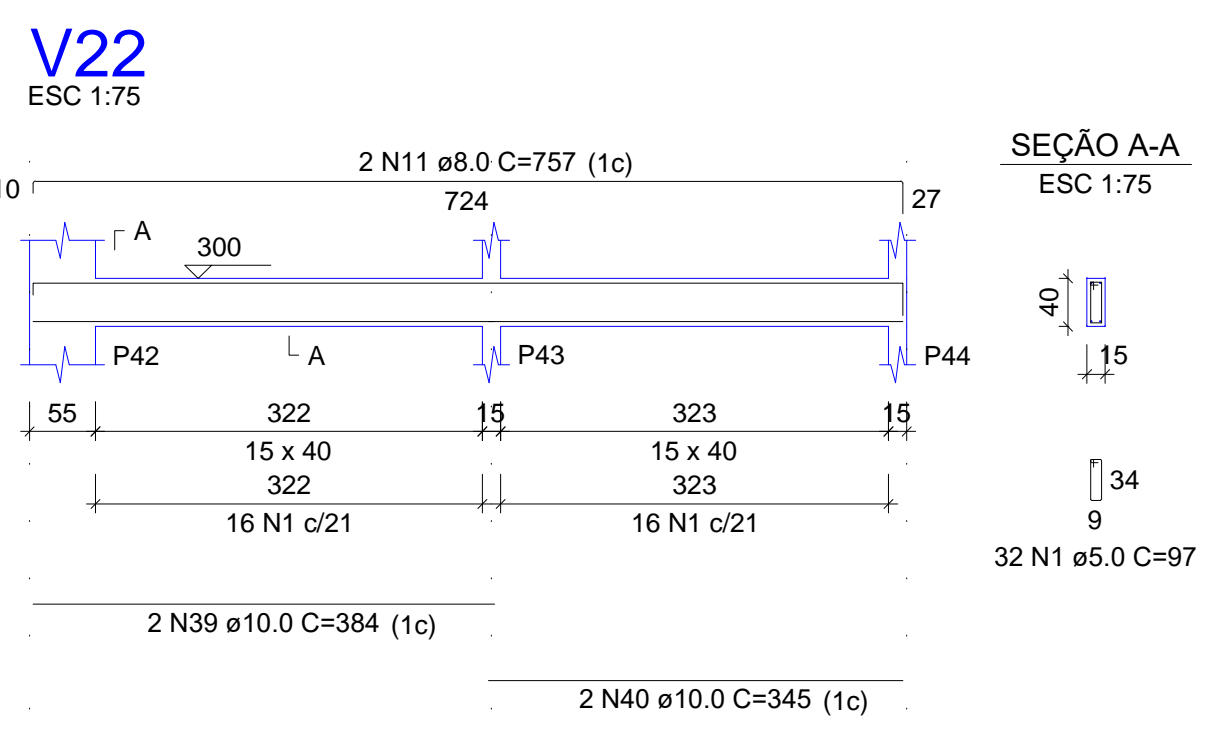 V22
ESC 1:75
2 N11 ø8.0 C=757 (1c)
10
724
27
A
300
P42
A
P43
P44
55
322
15
323
15
15 x 40
15 x 40
322
323
16 N1 c/21
16 N1 c/21
2 N39 ø10.0 C=384 (1c)
2 N40 ø10.0 C=345 (1c)
SEÇÃO A-A
ESC 1:75
40
15
34
9
32 N1 ø5.0 C=97